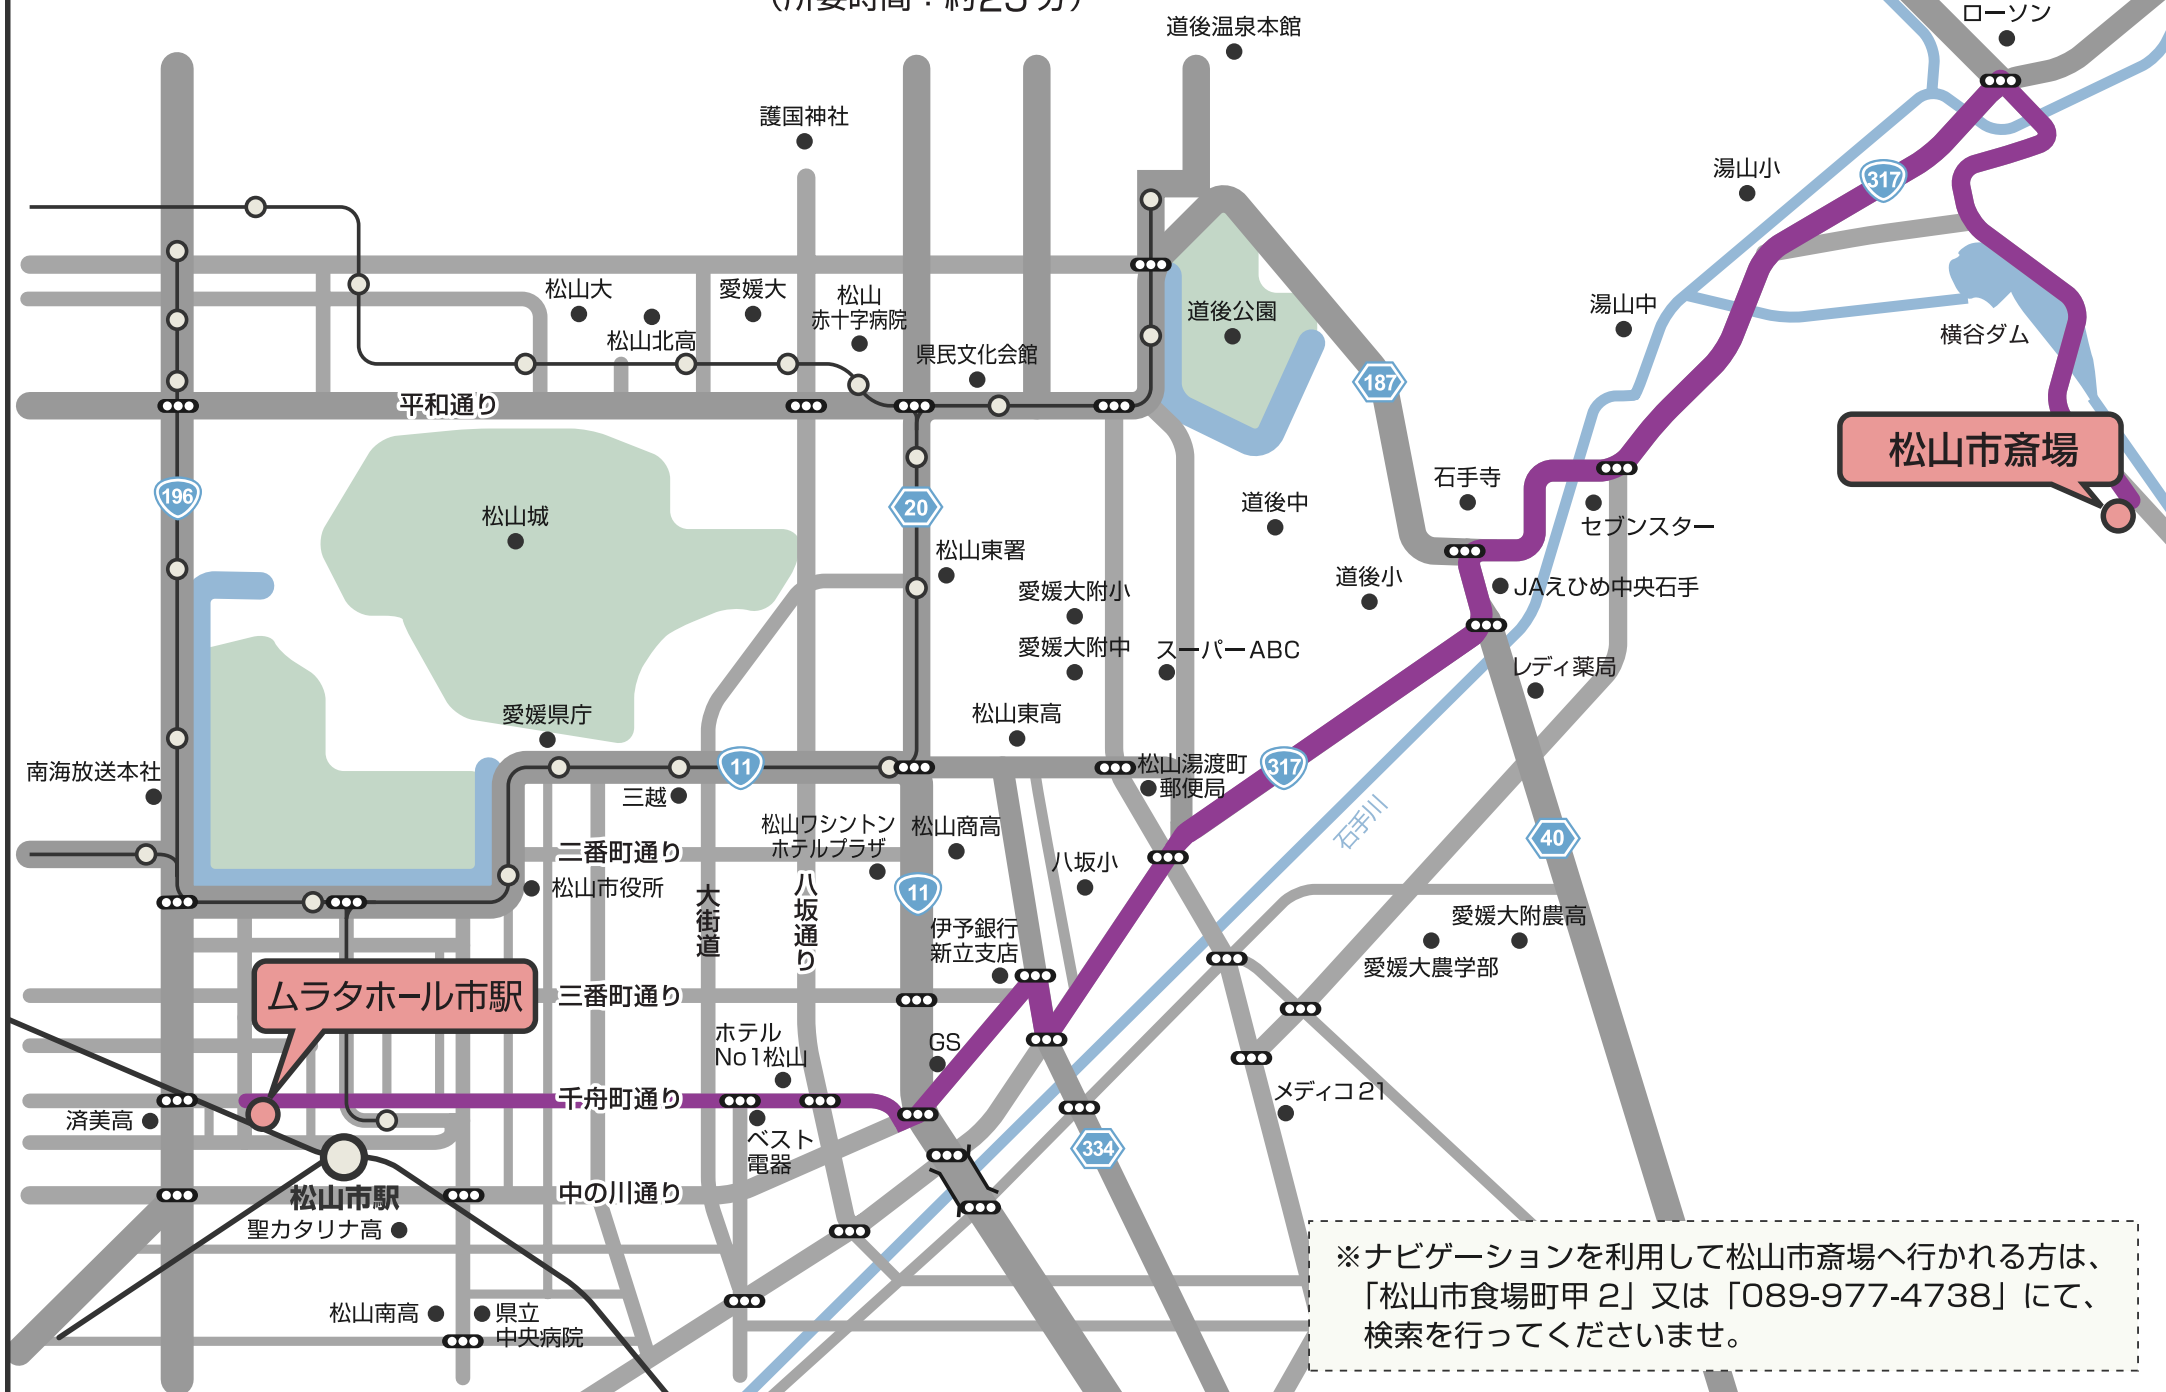 （所要時間：約25分）
道後温泉本館
ローソン
護国神社
湯山小
317
松山大
愛媛大
松山
赤十字病院
松山北高
県民文化会館
道後公園
湯山中
横谷ダム
187
平和通り
松山市斎場
196
20
松山城
道後中
石手寺
セブンスター
松山東署
愛媛大附小
道後小
JAえひめ中央石手
愛媛大附中
スーパーABC
レディ薬局
愛媛県庁
松山東高
南海放送本社
11
松山湯渡町
郵便局
317
三越
石手川
松山ワシントン
ホテルプラザ
松山商高
40
二番町通り
八坂小
松山市役所
大街道
八坂通り
11
伊予銀行
新立支店
愛媛大附農高
愛媛大農学部
ムラタホール市駅
三番町通り
ホテル
No1松山
GS
千舟町通り
メディコ21
済美高
ベスト
電器
334
松山市駅
中の川通り
聖カタリナ高
松山南高
県立
中央病院
※ナビゲーションを利用して松山市斎場へ行かれる方は、
「松山市食場町甲2」又は「089-977-4738」にて、
検索を行ってくださいませ。